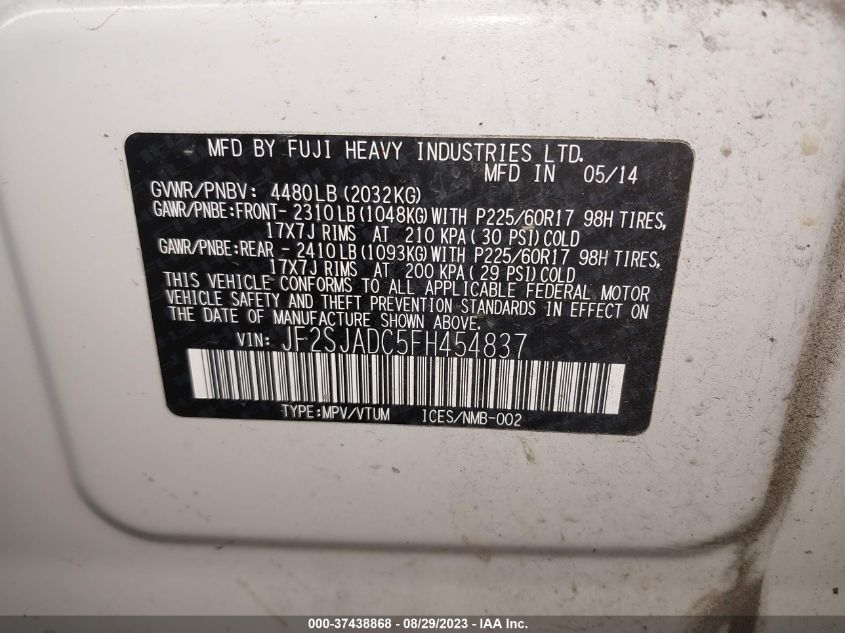 MFD BY FUJI HEAVY INDUSTRIES LTD.
MFD IN 05/14
GVWR/PNBV: 4480LB(2032KG)
GAWR/PNBE:FRONT- 2310LB(1048KG)WITH P225/60R17 98H TIRES,
17X7J RIMS AT 210 KPA(30 PSI)COLD
GAWR/PNBE:REAR - 2410LB(1093KG)WITH P225/60R17 98H TIRES,
17X7J RIMS AT 200 KPA(29 PSI)COLD
THIS VEHICLE CONFORMS TO ALL APPLICABLE FEDERAL MOTOR
VEHICLE SAFETY AND THEFT PREVENTION STANDARDS IN EFFECT ON
THE DATE OF MANUFACTURE SHOWN ABOVE.
VIN: JF2SJADC5FH454837
TYPE:MPV/VTUM ICES/NMB-002
000-37438868 - 08/29/2023 - IAA Inc.